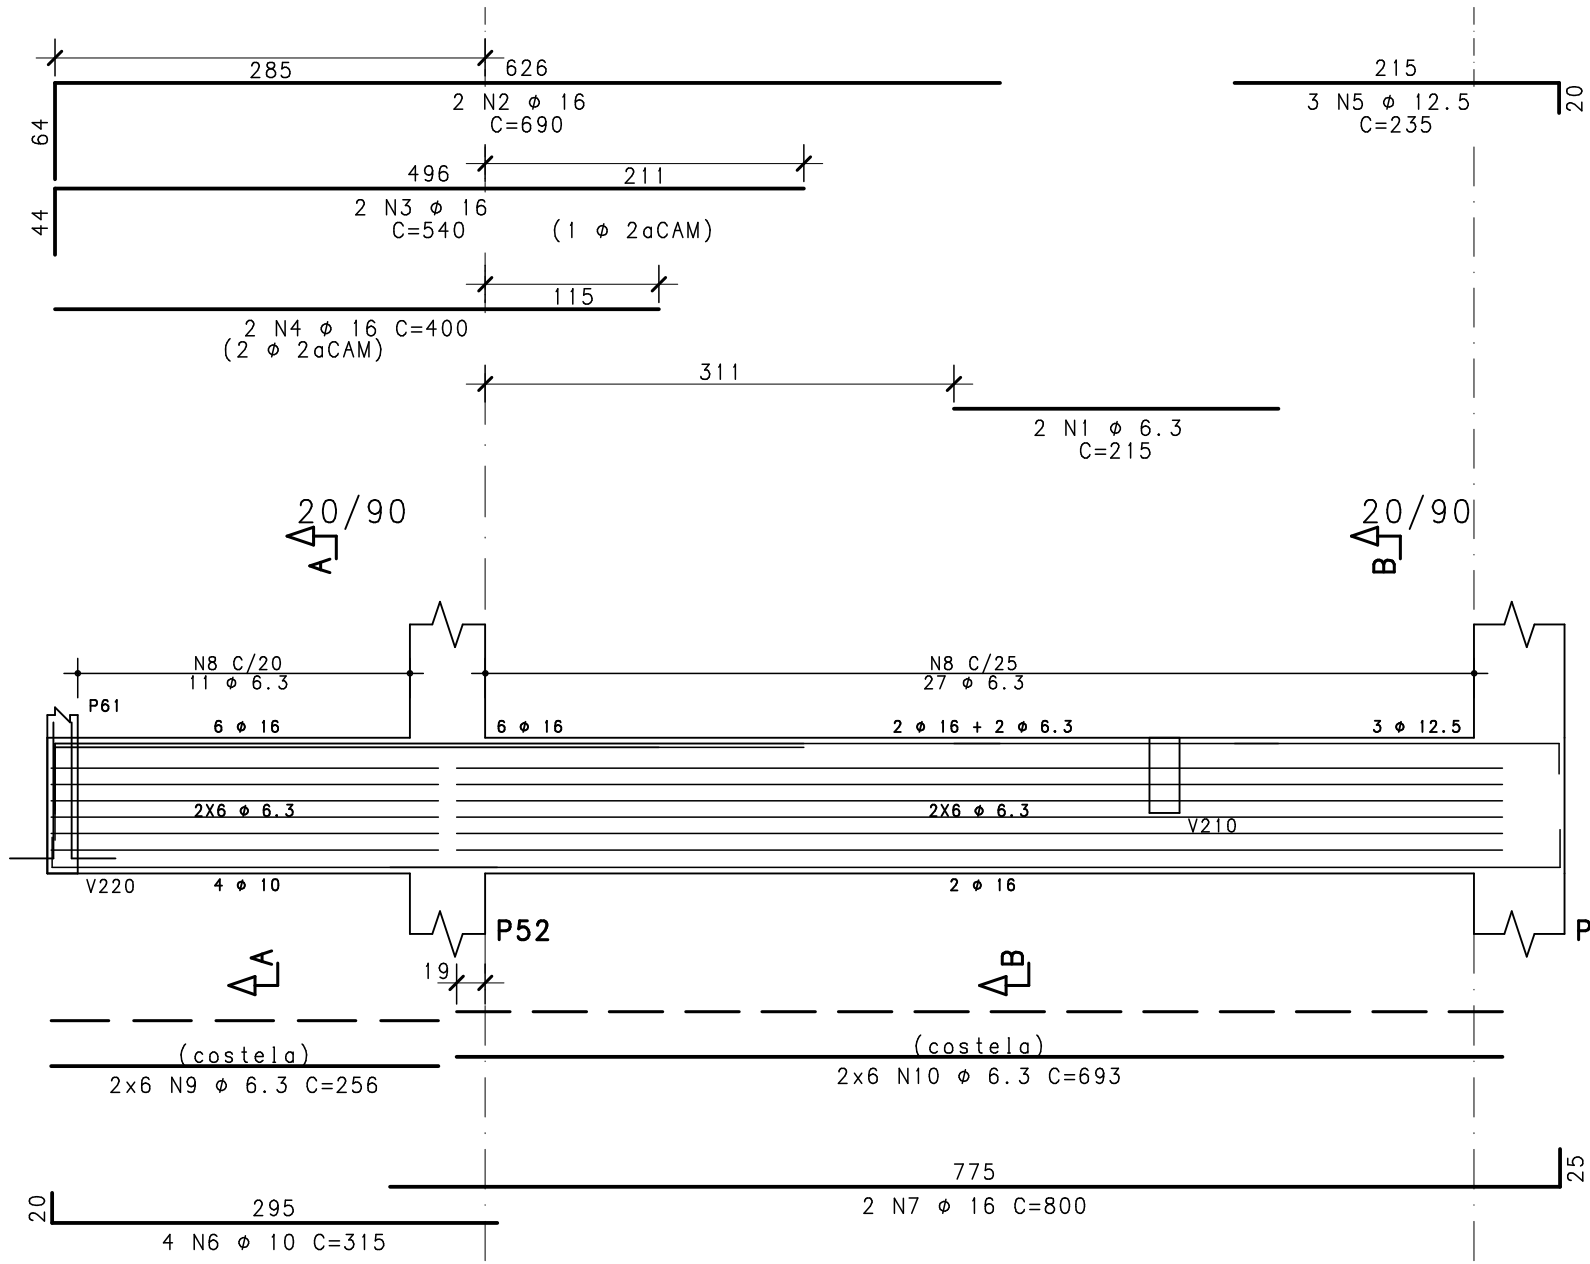 285
626
215
2 N2 φ 16
C=690
3 N5 φ 12.5
C=235
20
64
496
211
2 N3 φ 16
C=540
(1 φ 2aCAM)
44
115
2 N4 φ 16 C=400
(2 φ 2aCAM)
311
2 N1 φ 6.3
C=215
20/90
A
20/90
B
N8 C/20
11 φ 6.3
N8 C/25
27 φ 6.3
P61
6 φ 16
6 φ 16
2 φ 16 + 2 φ 6.3
3 φ 12.5
2X6 φ 6.3
2X6 φ 6.3
V210
V220
4 φ 10
2 φ 16
P52
P
A
19
B
(costela)
2x6 N9 φ 6.3 C=256
(costela)
2x6 N10 φ 6.3 C=693
775
2 N7 φ 16 C=800
25
20
295
4 N6 φ 10 C=315